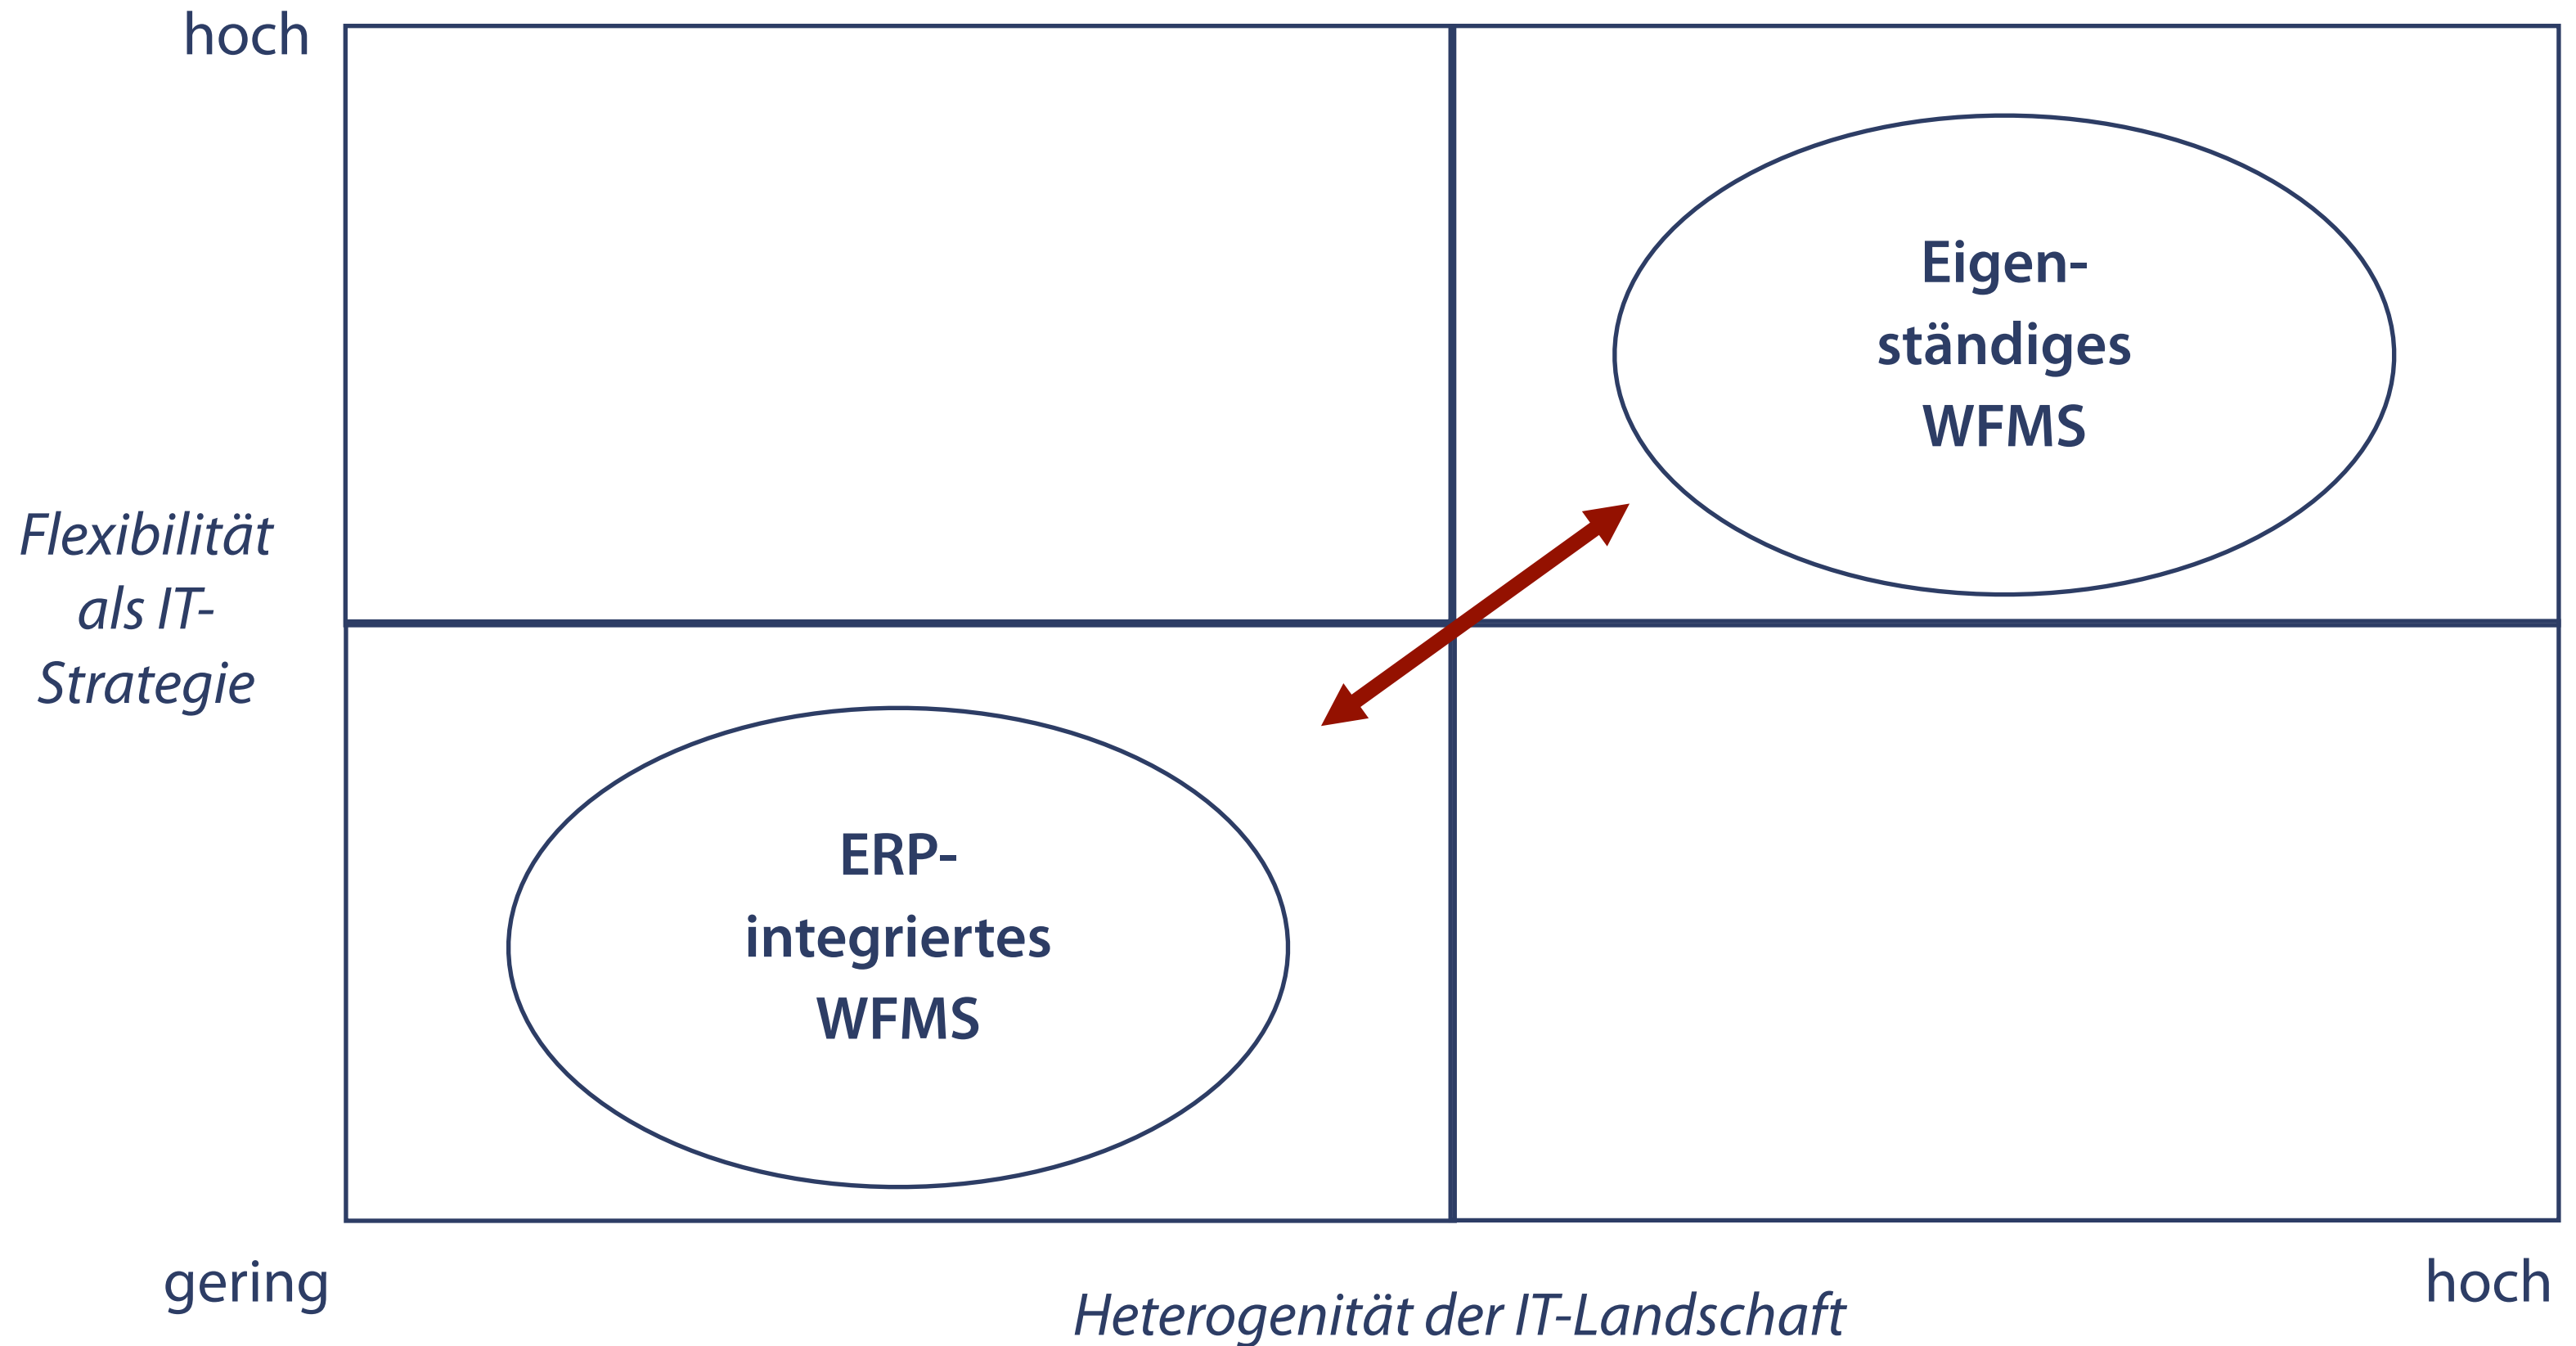 hoch
Eigen-
ständiges
WFMS
Flexibilität
als IT-
Strategie
ERP-
integriertes
WFMS
gering
Heterogenität der IT-Landschaft
hoch